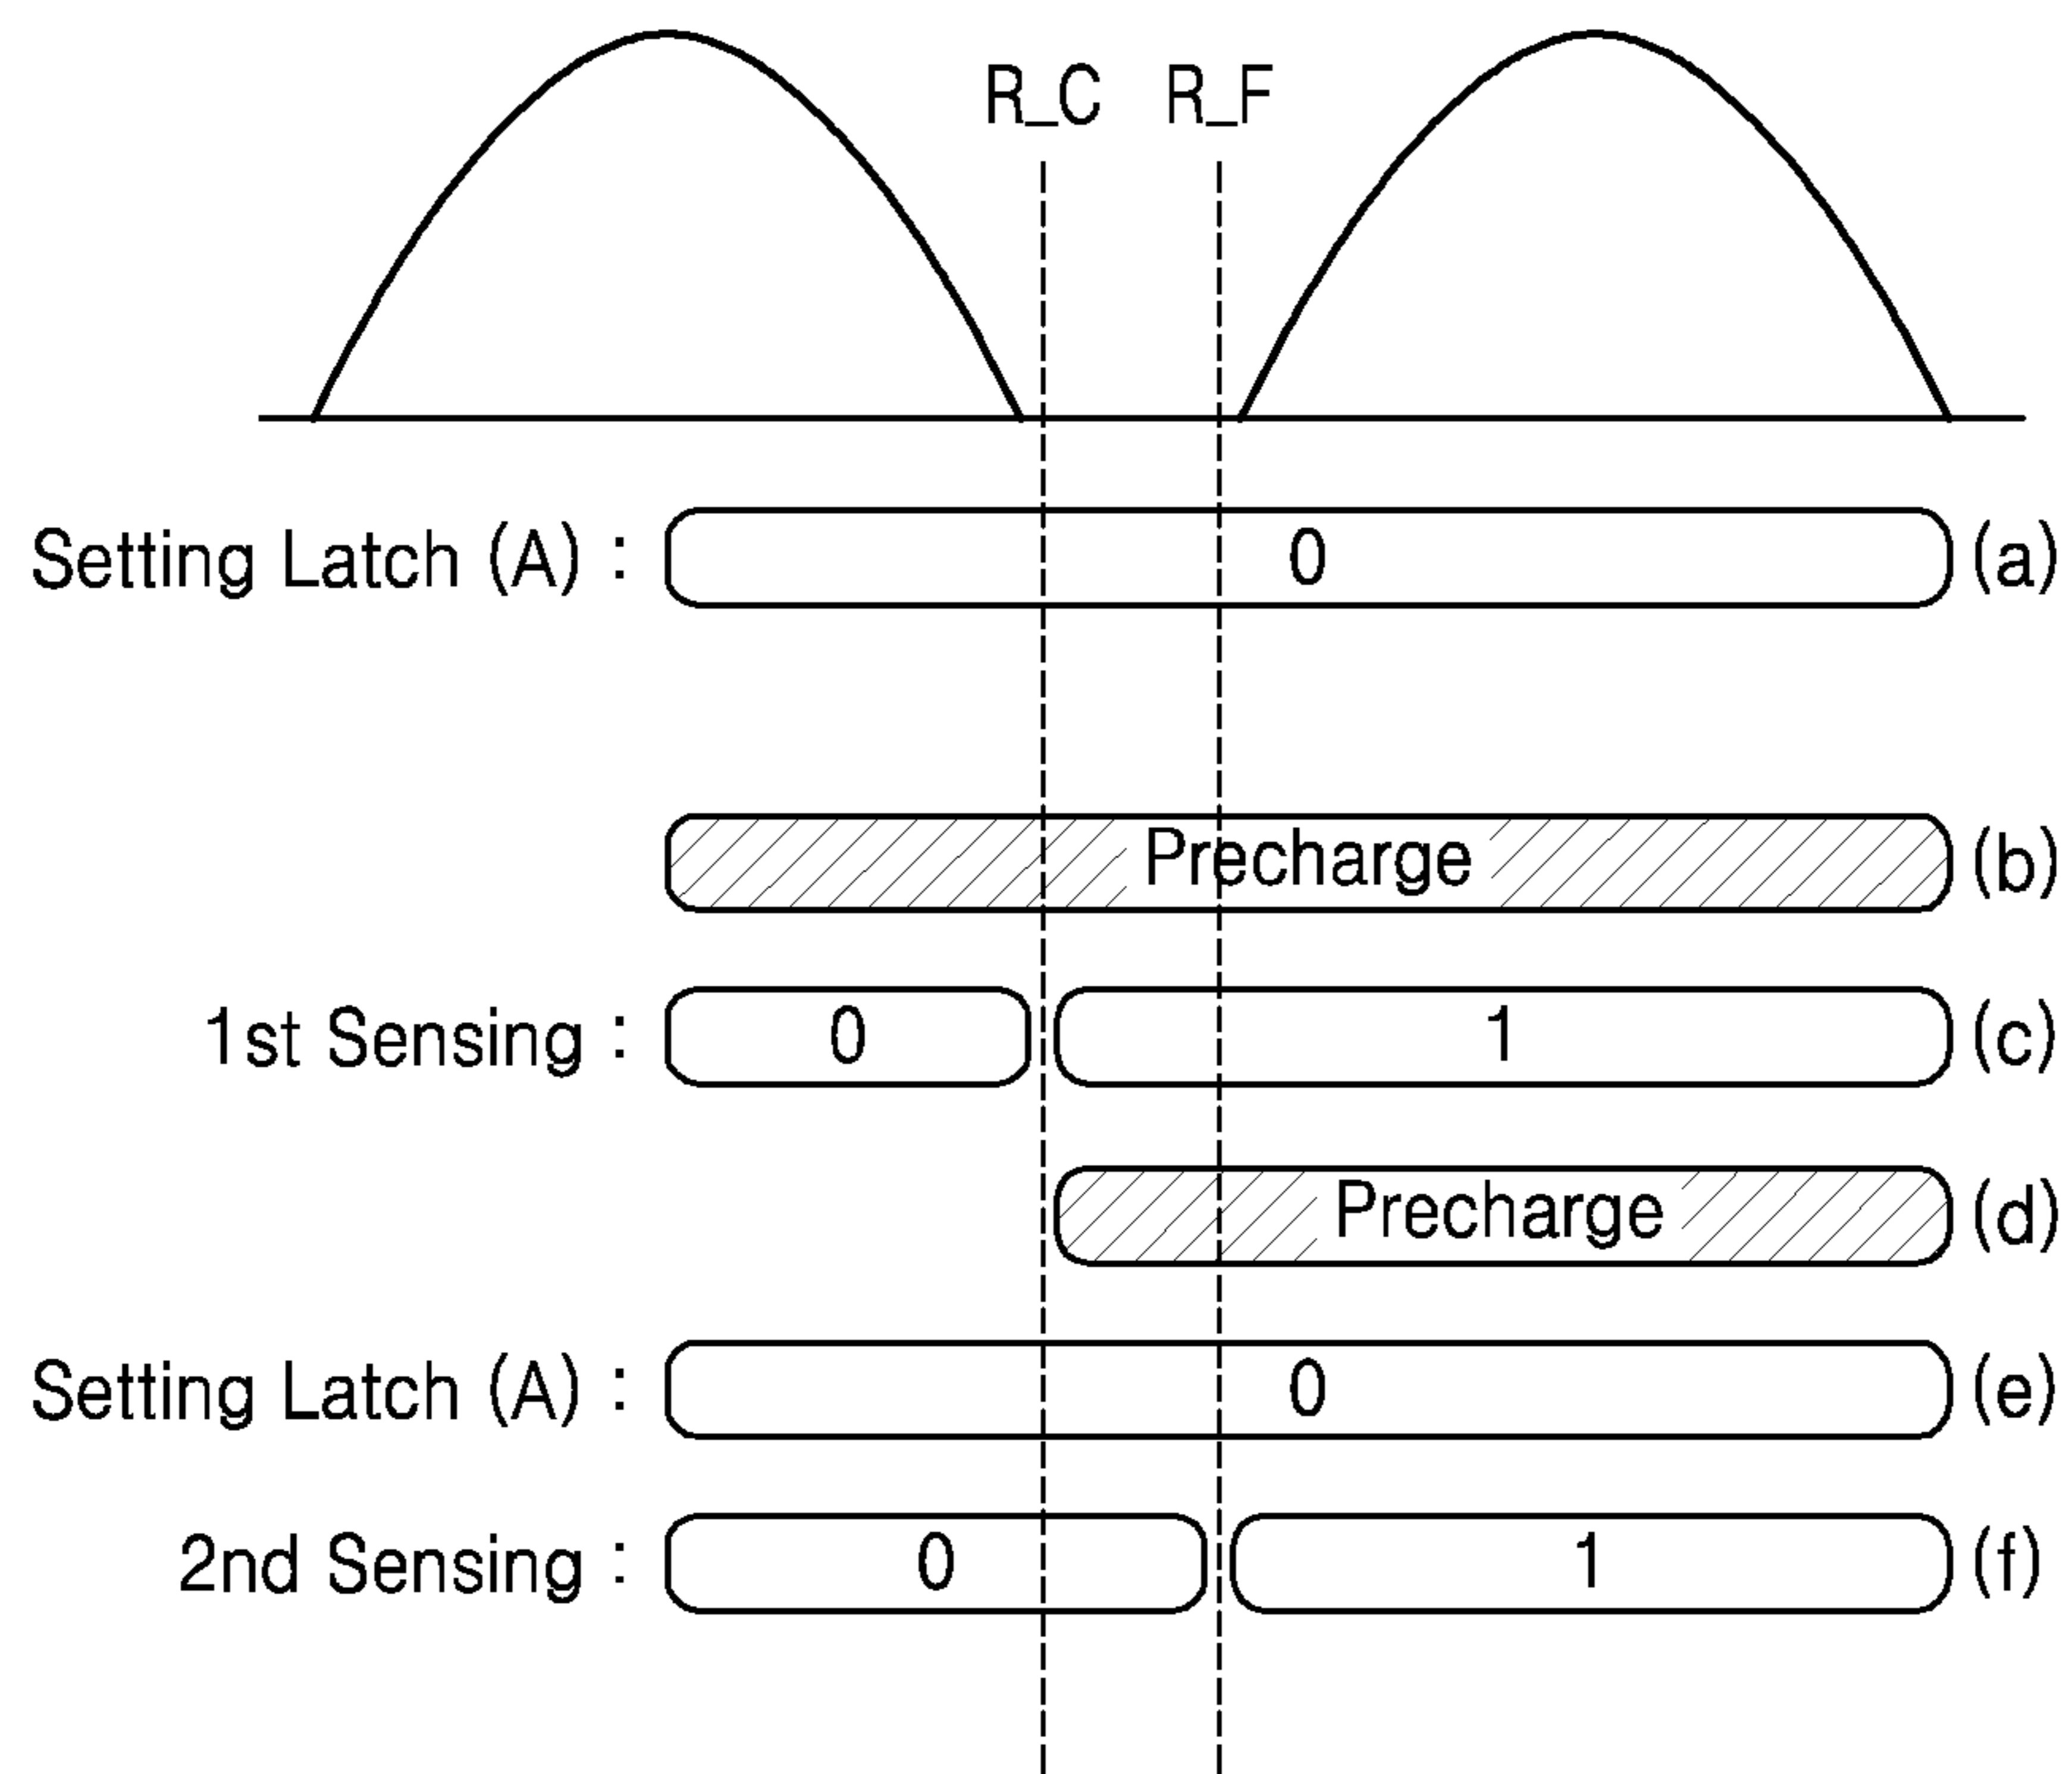 R_C R_F
Setting Latch (A) : 0 (a)
Precharge (b)
1st Sensing : 0 1 (c)
Precharge (d)
Setting Latch (A) : 0 (e)
2nd Sensing : 0 1 (f)